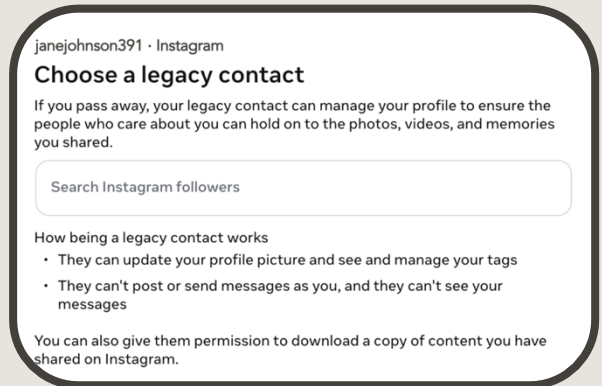 janejohnson391 · Instagram
Choose a legacy contact
If you pass away, your legacy contact can manage your profile to ensure the
people who care about you can hold on to the photos, videos, and memories
you shared.
Search Instagram followers
How being a legacy contact works
• They can update your profile picture and see and manage your tags
• They can't post or send messages as you, and they can't see your
messages
You can also give them permission to download a copy of content you have
shared on Instagram.